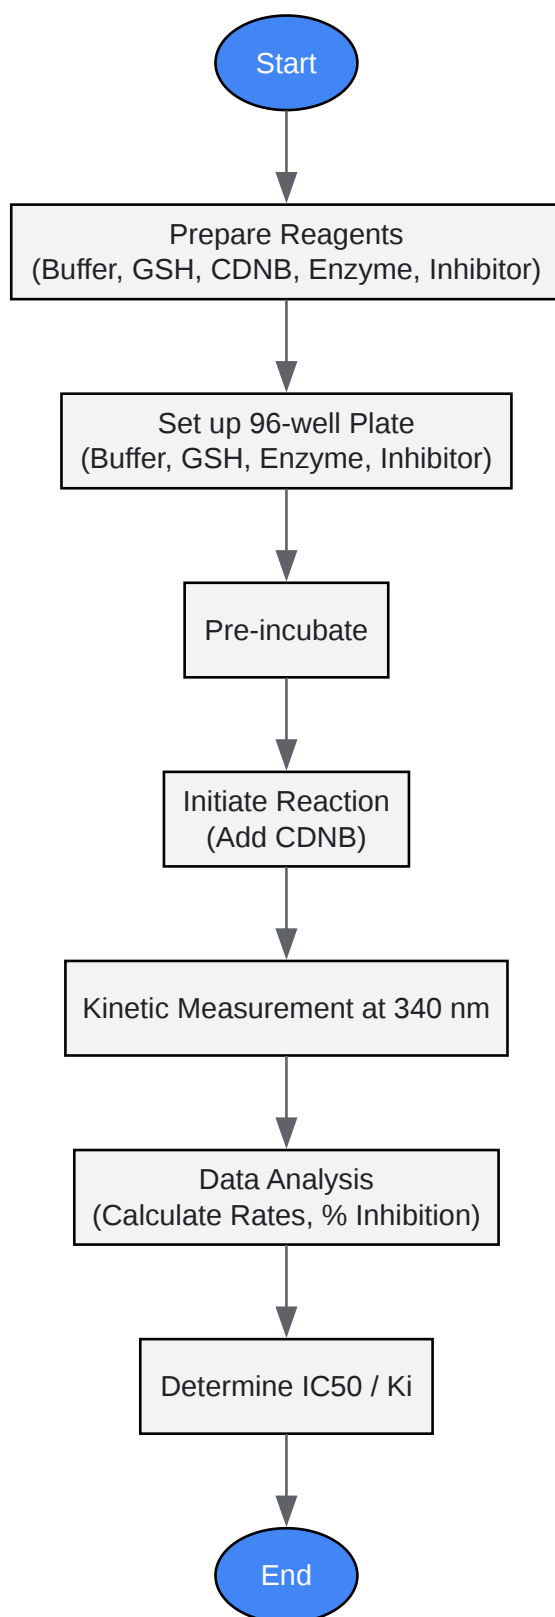 Start
Prepare Reagents
(Buffer, GSH, CDNB, Enzyme, Inhibitor)
Set up 96-well Plate
(Buffer, GSH, Enzyme, Inhibitor)
Pre-incubate
Initiate Reaction
(Add CDNB)
Kinetic Measurement at 340 nm
Data Analysis
(Calculate Rates, % Inhibition)
Determine IC50 / Ki
End